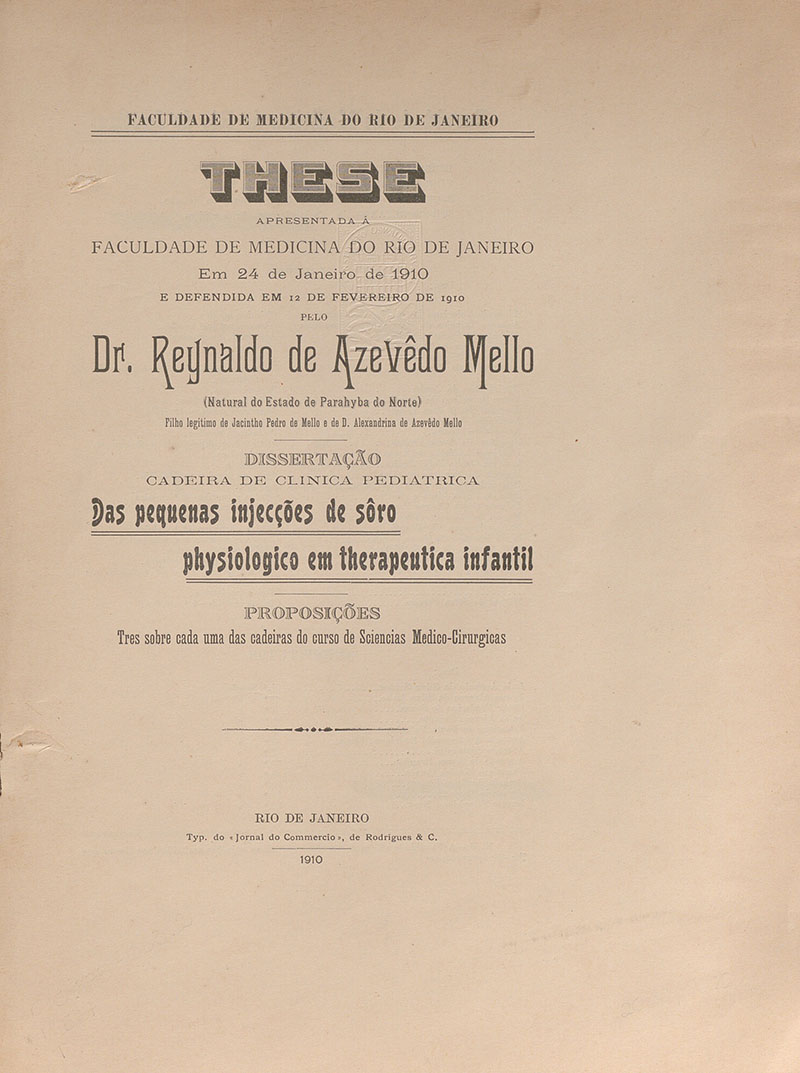 FACULDADE DE MEDICINA DO RIO DE JANEIRO
THESE
APRESENTADA Á
FACULDADE DE MEDICINA DO RIO DE JANEIRO
Em 24 de Janeiro de 1910
E DEFENDIDA EM 12 DE FEVEREIRO DE 1910
PELO
Dr. Reynaldo de Azevêdo Mello
(Natural do Estado de Parahyba do Norte)
Filho legitimo de Jacintho Pedro de Mello e de D. Alexandrina de Azevêdo Mello
DISSERTAÇÃO
CADEIRA DE CLINICA PEDIATRICA
Das pequenas injecções de sôro
physiologico em therapeutica infantil
PROPOSIÇÕES
Tres sobre cada uma das cadeiras do curso de Sciencias Medico-Cirurgicas
RIO DE JANEIRO
Typ. do «Jornal do Commercio», de Rodrigues & C.
1910